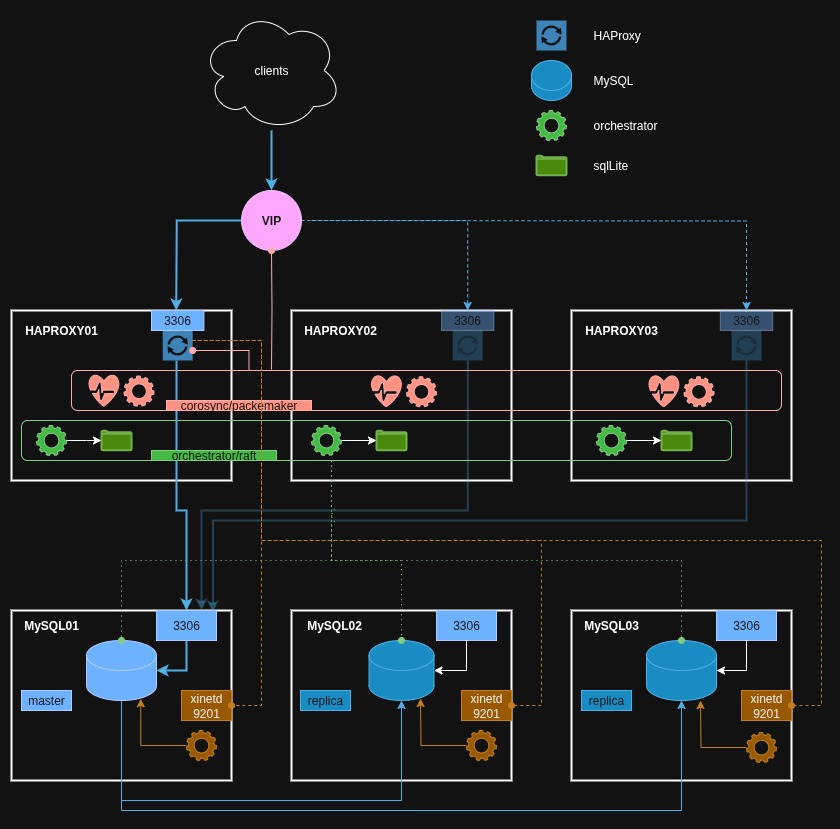 HAProxy
clients
MySQL
orchestrator
sqlLite
VIP
3306
3306
3306
HAPROXY01
HAPROXY02
HAPROXY03
corosync/packemaker
orchestrator/raft
MySQL01
3306
MySQL02
3306
MySQL03
3306
master
xinetd
9201
replica
xinetd
9201
replica
xinetd
9201